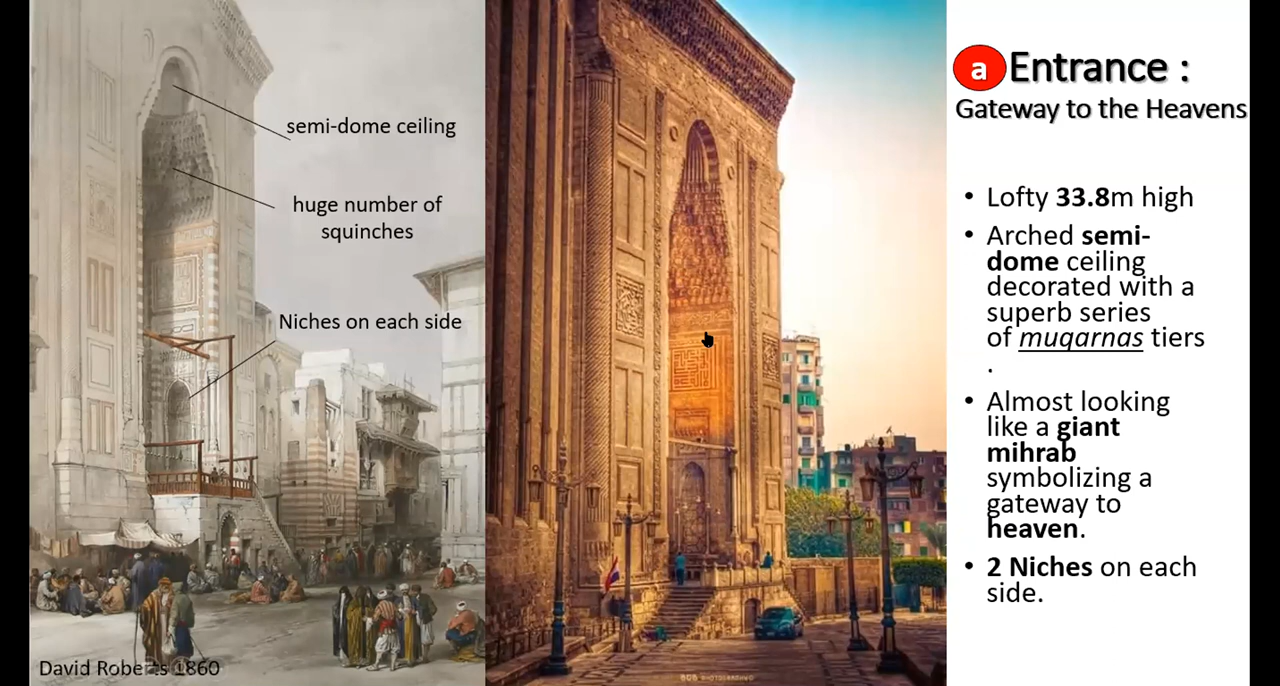 semi-dome ceiling
huge number of
squinches
Niches on each side
David Roberts 1860
a
Entrance :
Gateway to the Heavens
• Lofty 33.8m high
• Arched semi-
dome ceiling
decorated with a
superb series
of muqarnas tiers
.
• Almost looking
like a giant
mihrab
symbolizing a
gateway to
heaven.
• 2 Niches on each
side.